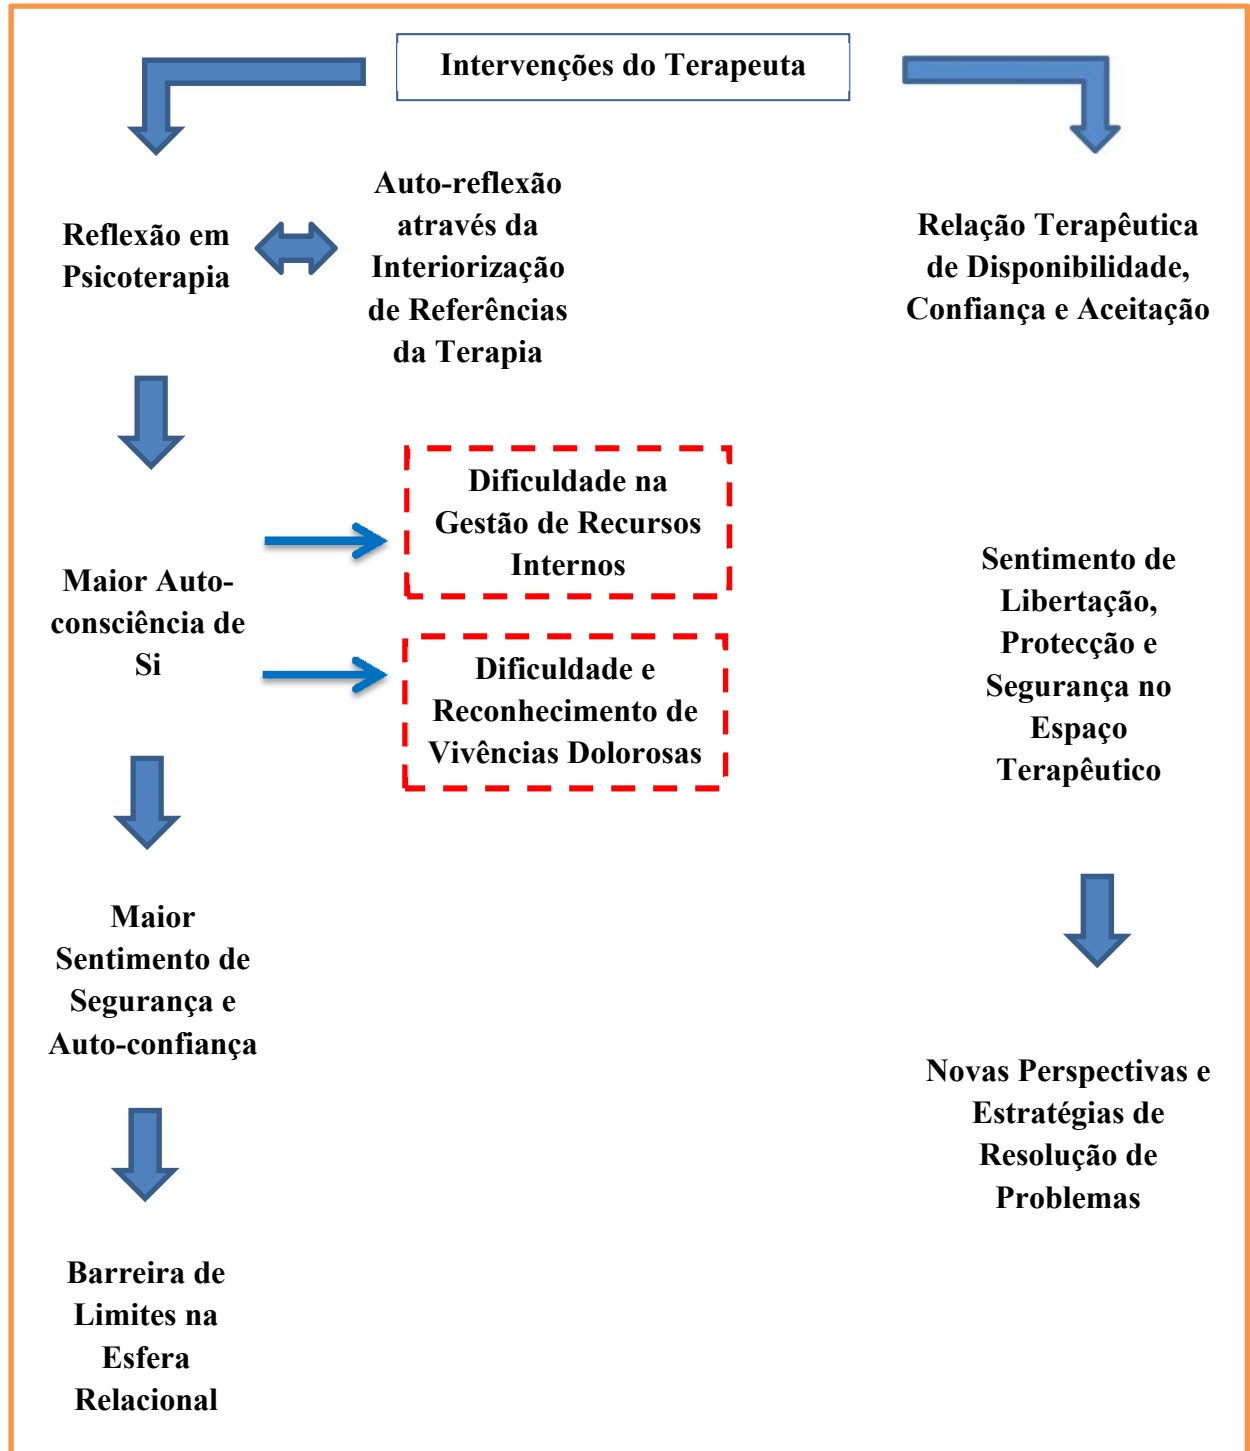 Intervenções do Terapeuta
Reflexão em
Psicoterapia
Auto-reflexão
através da
Interiorização
de Referências
da Terapia
Relação Terapêutica
de Disponibilidade,
Confiança e Aceitação
Maior Auto-
consciência de
Si
Dificuldade na
Gestão de Recursos
Internos
Dificuldade e
Reconhecimento de
Vivências Dolorosas
Sentimento de
Libertação,
Protecção e
Segurança no
Espaço
Terapêutico
Maior
Sentimento de
Segurança e
Auto-confiança
Novas Perspectivas e
Estratégias de
Resolução de
Problemas
Barreira de
Limites na
Esfera
Relacional